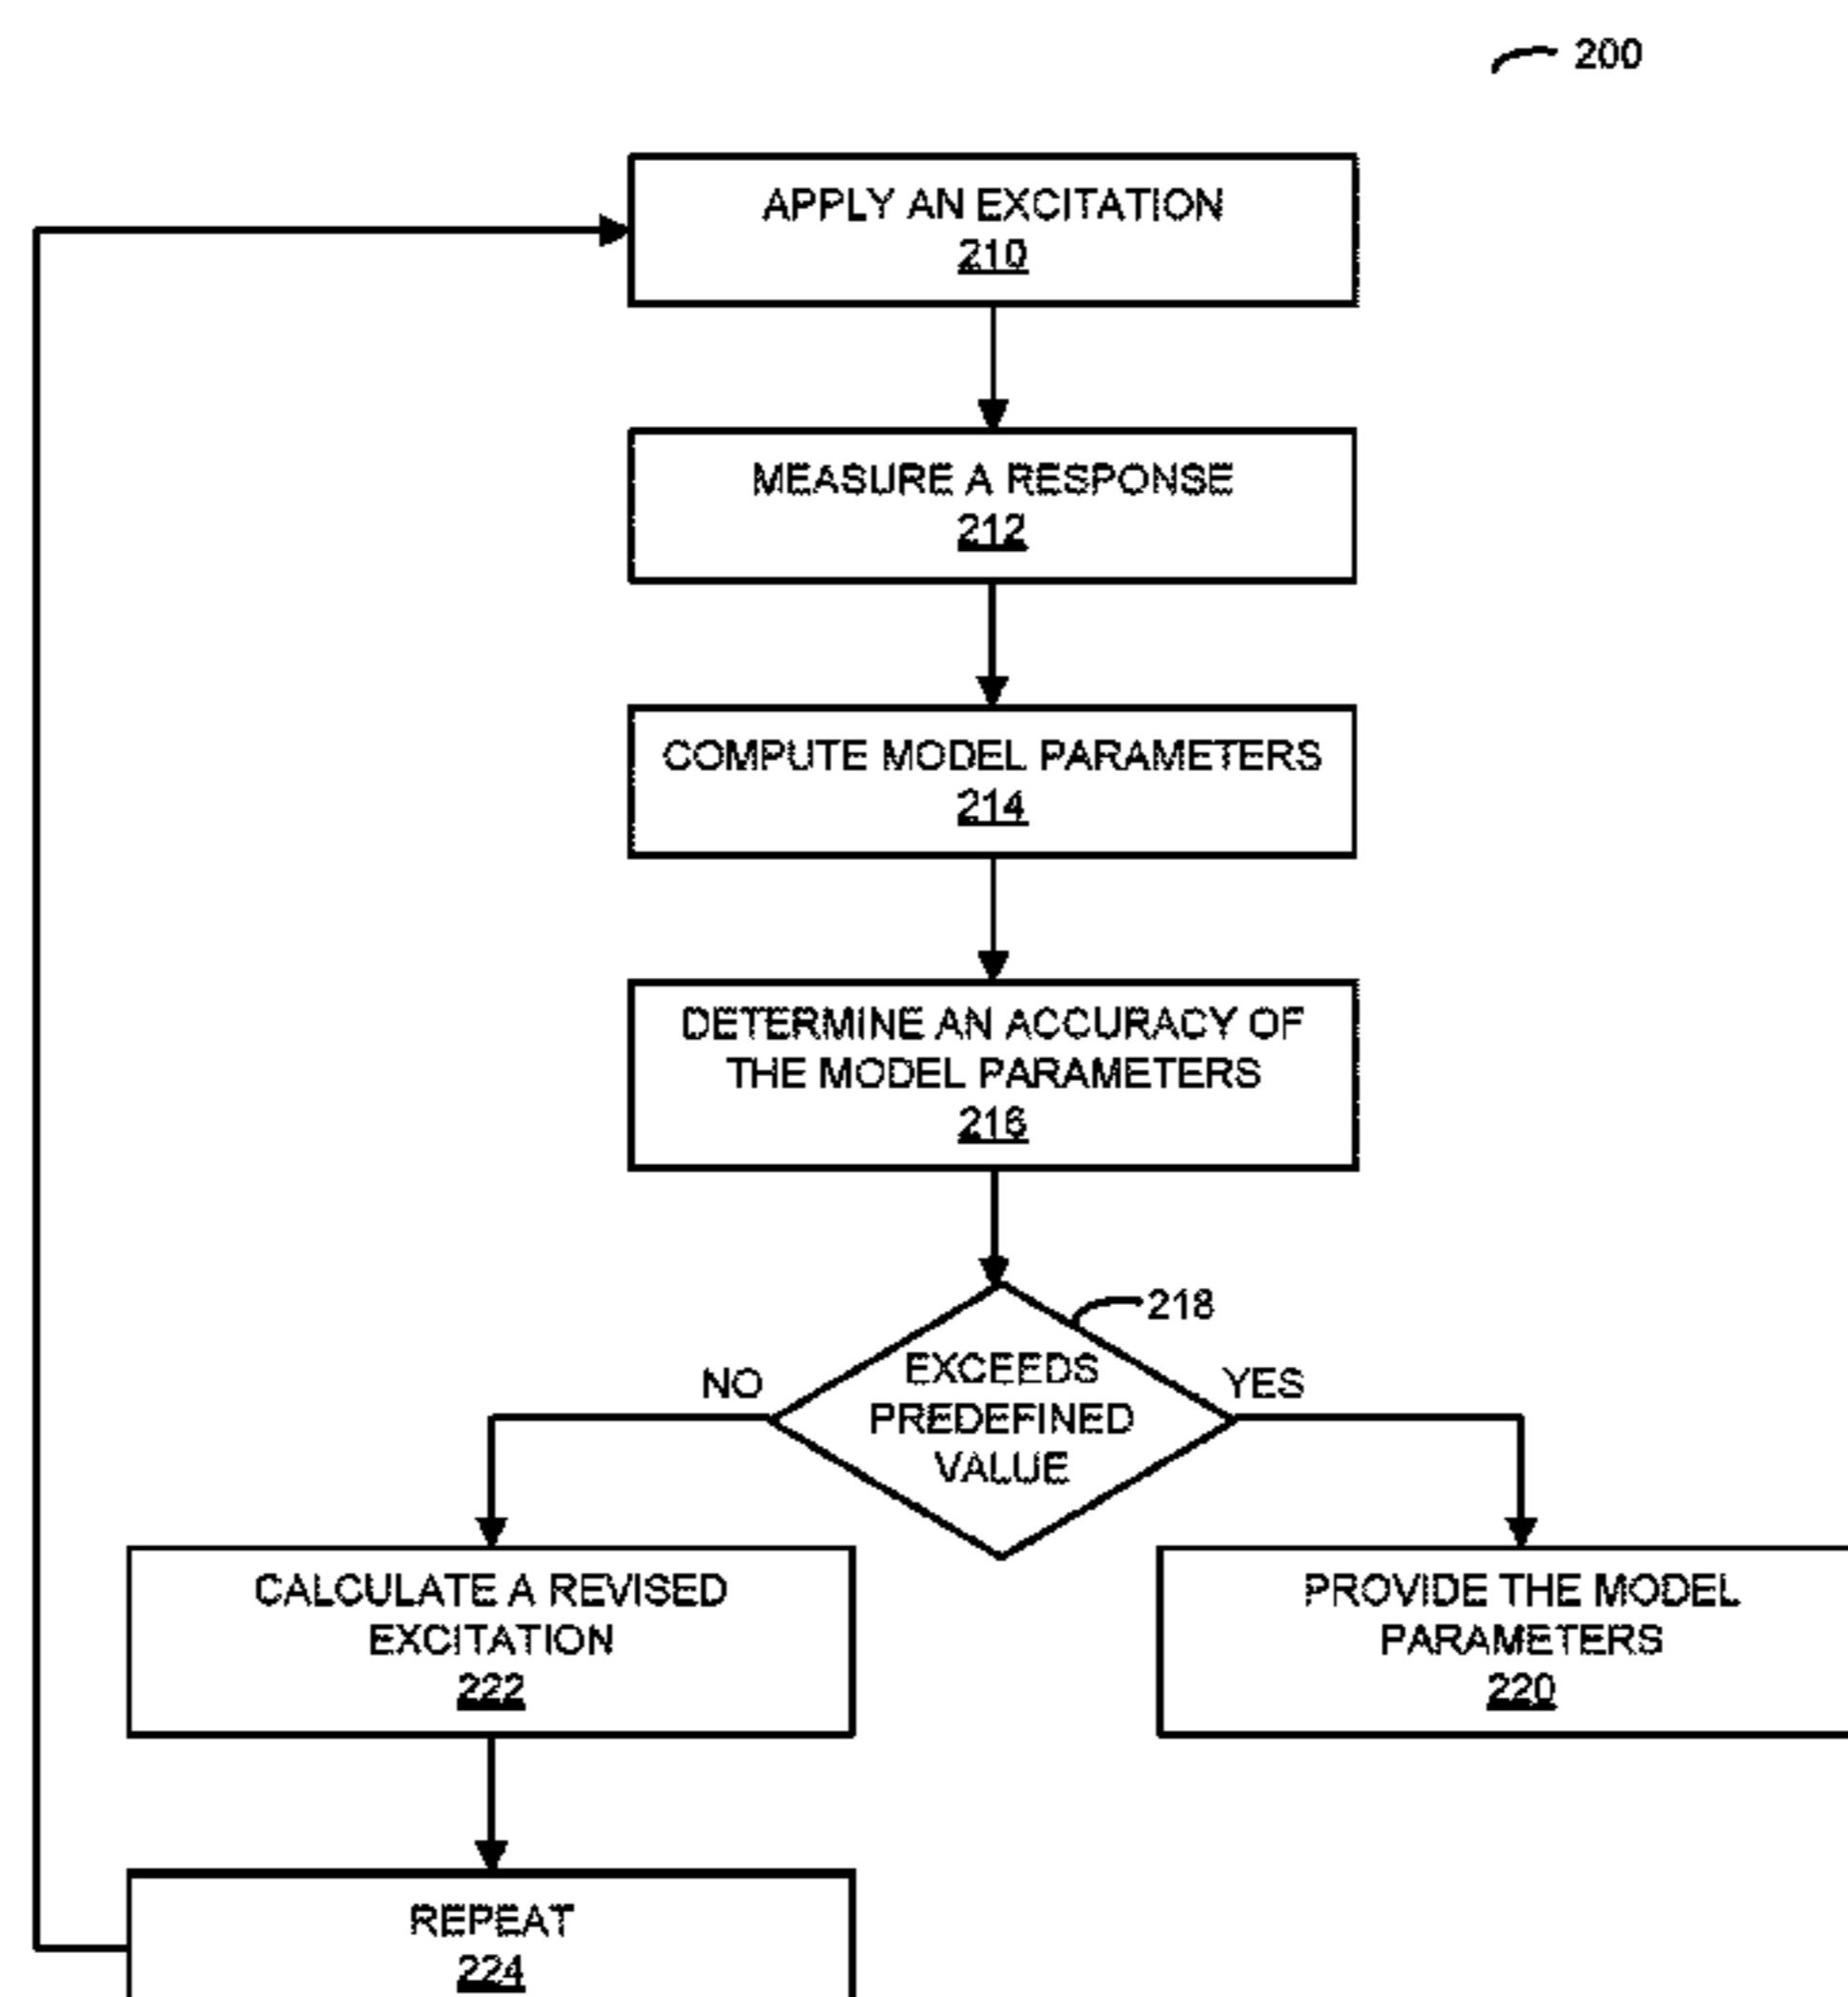 200
APPLY AN EXCITATION
210
MEASURE A RESPONSE
212
COMPUTE MODEL PARAMETERS
214
DETERMINE AN ACCURACY OF
THE MODEL PARAMETERS
216
218
NO
EXCEEDS
PREDEFINED
VALUE
YES
CALCULATE A REVISED
EXCITATION
222
PROVIDE THE MODEL
PARAMETERS
220
REPEAT
224